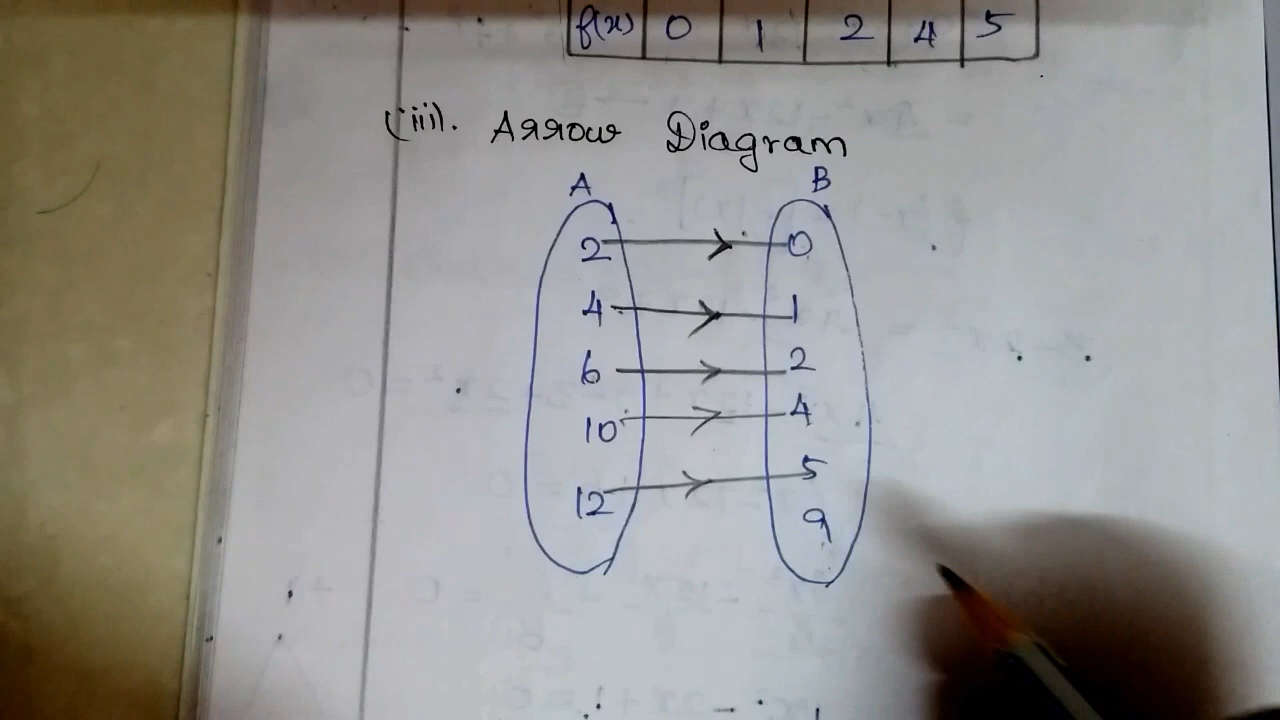 f(x) 0 1 2 4 5
(iii). Arrow Diagram
A B
2 0
4 1
6 2
10 4
12 5
9